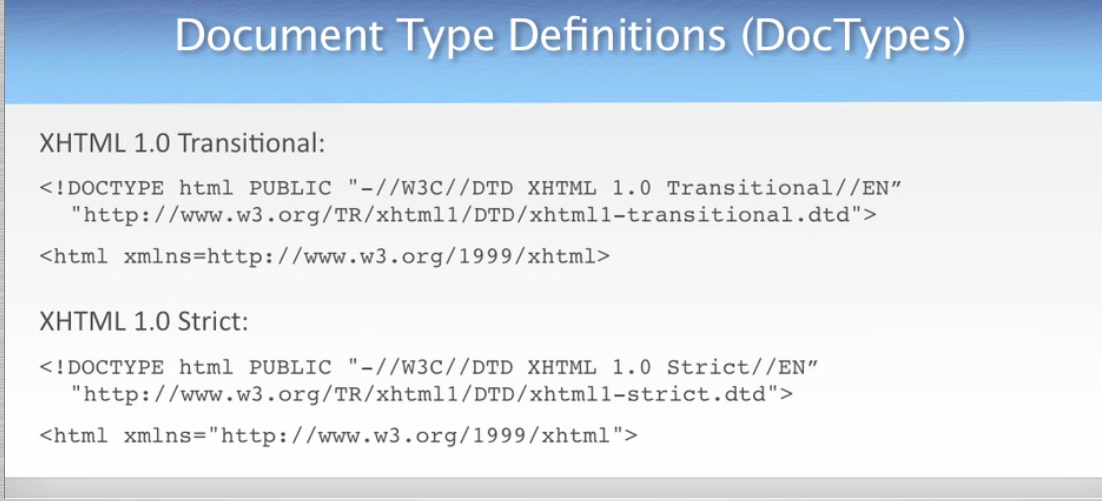 Document Type Definitions (DocTypes)
XHTML 1.0 Transitional:
<!DOCTYPE html PUBLIC "-//W3C//DTD XHTML 1.0 Transitional//EN”
"http://www.w3.org/TR/xhtml1/DTD/xhtml1-transitional.dtd">
<html xmlns=http://www.w3.org/1999/xhtml>
XHTML 1.0 Strict:
<!DOCTYPE html PUBLIC "-//W3C//DTD XHTML 1.0 Strict//EN”
"http://www.w3.org/TR/xhtml1/DTD/xhtml1-strict.dtd">
<html xmlns="http://www.w3.org/1999/xhtml">